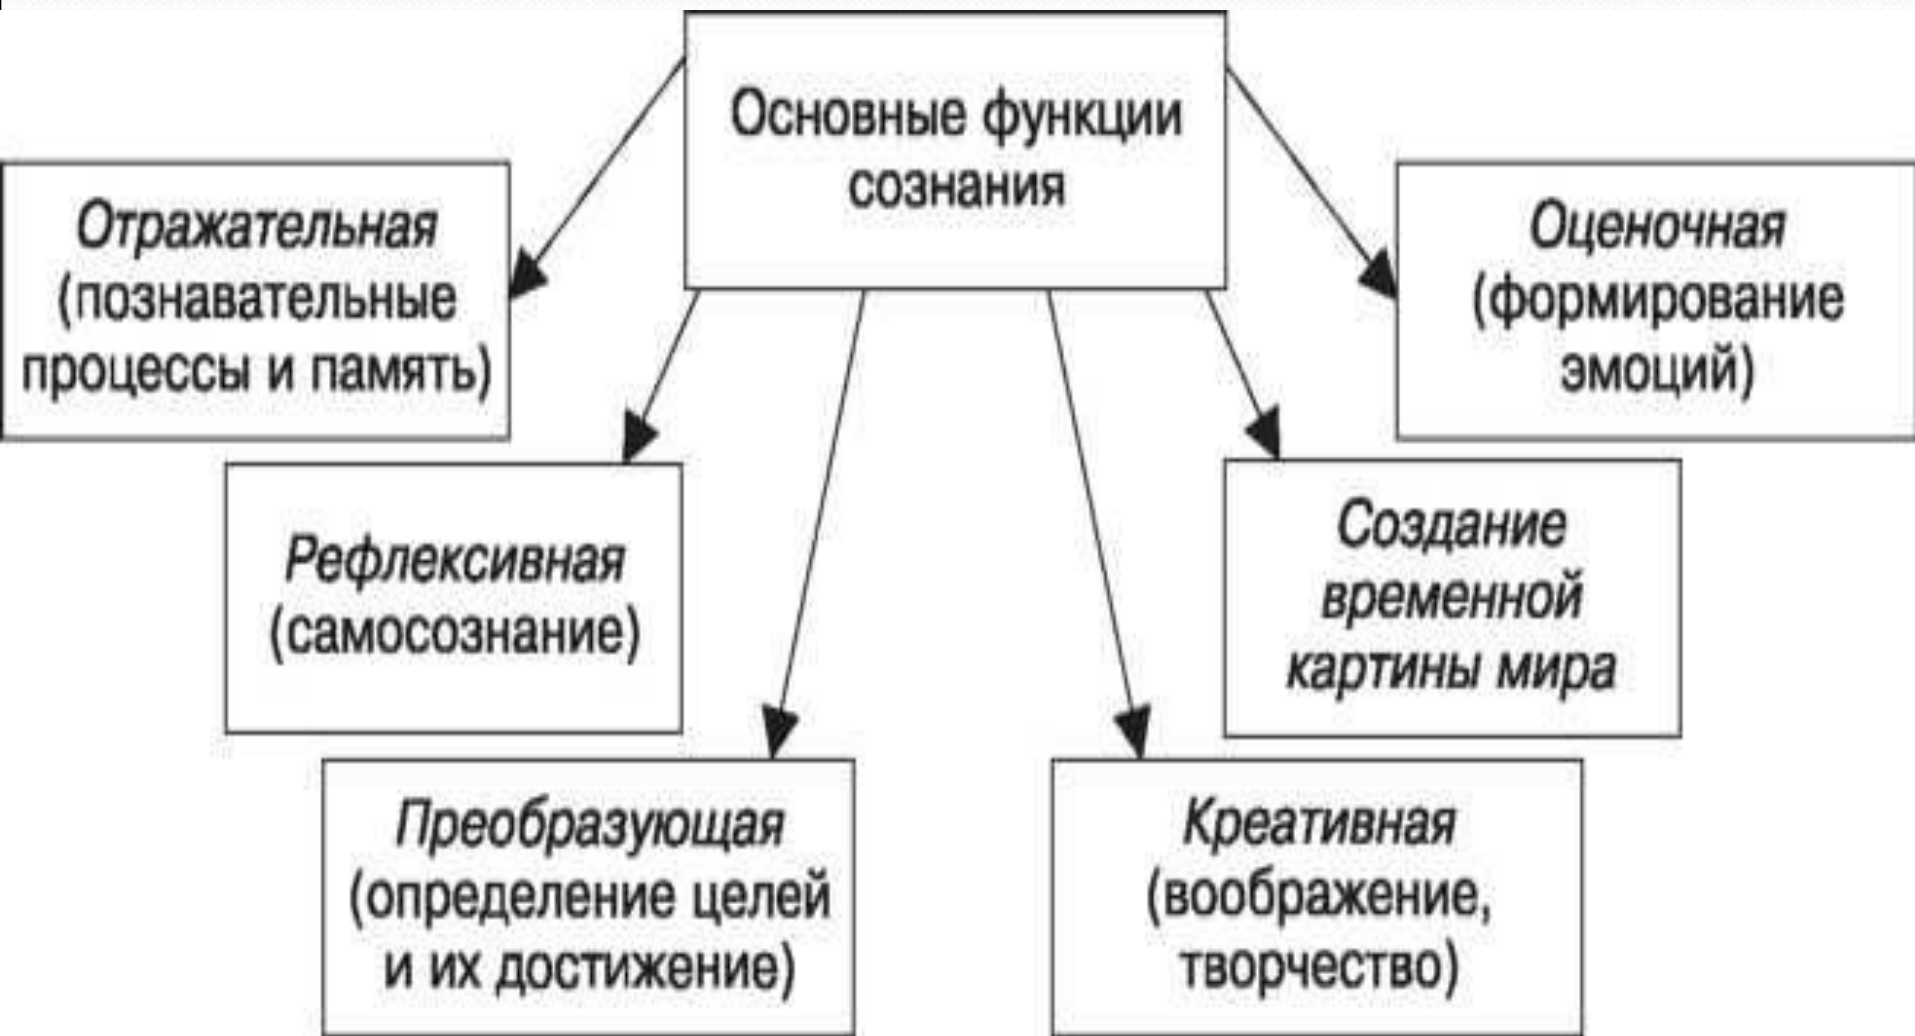 Основные функции
сознания
Отражательная
(познавательные
процессы и память)
Оценочная
(формирование
эмоций)
Рефлексивная
(самосознание)
Создание
временной
картины мира
Преобразующая
(определение целей
и их достижение)
Креативная
(воображение,
творчество)